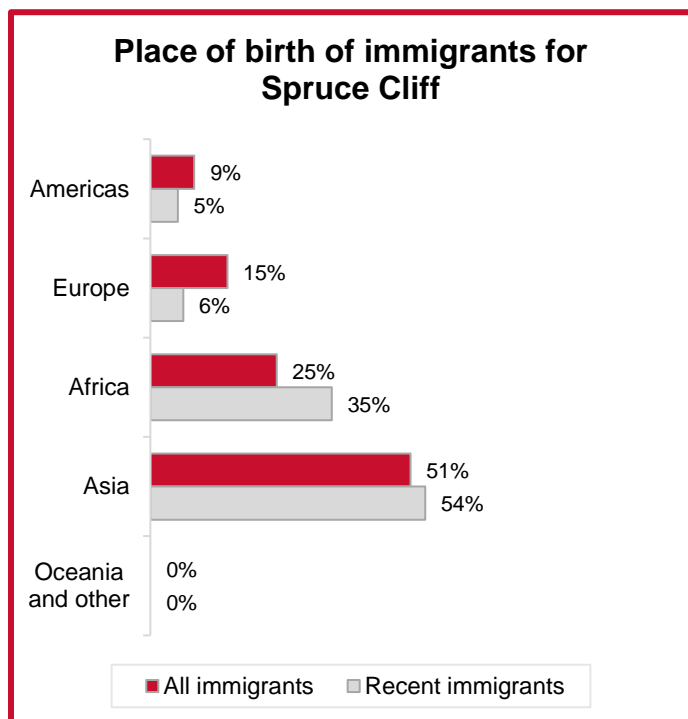 Place of birth of immigrants for
Spruce Cliff
Americas
9%
5%
Europe
15%
6%
Africa
25%
35%
Asia
51%
54%
Oceania
and other
0%
0%
All immigrants
Recent immigrants